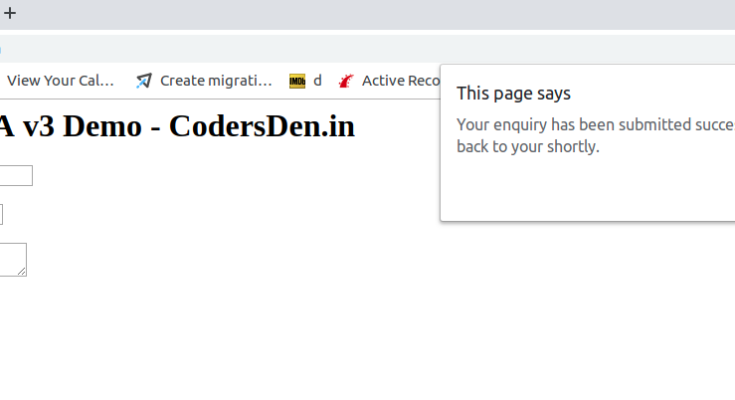 +
View Your Cal... Create migrati... IMDb d Active Reco
A v3 Demo - CodersDen.in
This page says
Your enquiry has been submitted succe
back to your shortly.